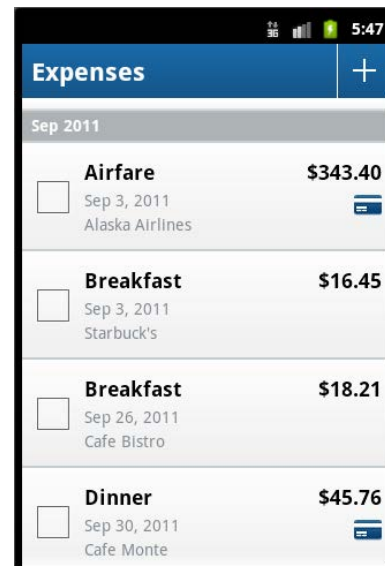 3G 5:47
Expenses +
Sep 2011
Airfare $343.40
Sep 3, 2011
Alaska Airlines
Breakfast $16.45
Sep 3, 2011
Starbuck's
Breakfast $18.21
Sep 26, 2011
Cafe Bistro
Dinner $45.76
Sep 30, 2011
Cafe Monte